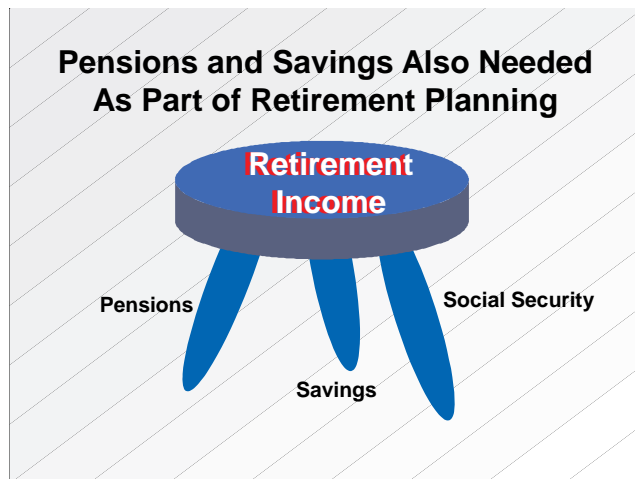 Pensions and Savings Also Needed
As Part of Retirement Planning
Retirement
Income
Pensions
Social Security
Savings